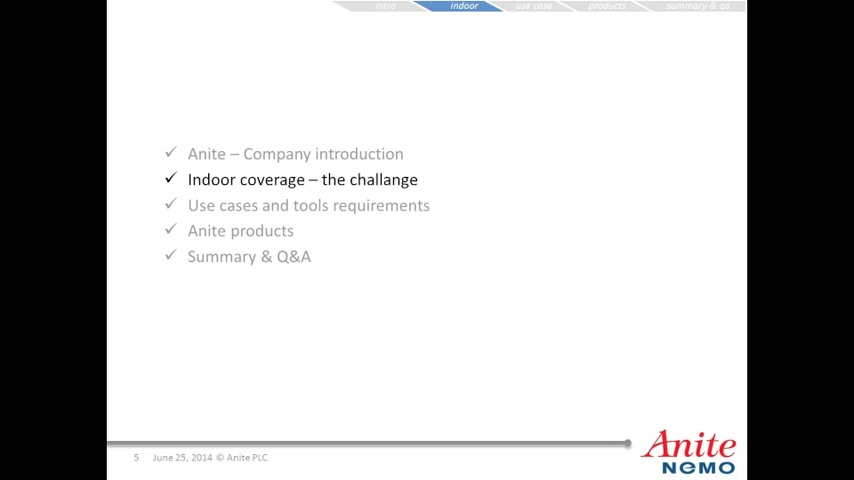 intro indoor use case products summary & qa
Anite – Company introduction
Indoor coverage – the challange
Use cases and tools requirements
Anite products
Summary & Q&A
5 June 25, 2014 © Anite PLC
Anite
NEMO